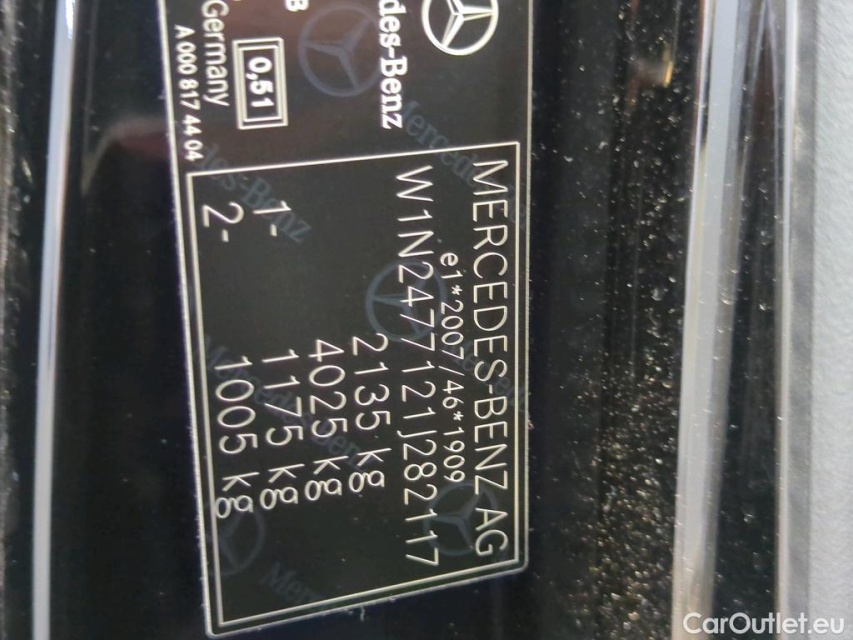 Mercedes-Benz
B
0,51
Germany
A 000 817 44 04
MERCEDES-BENZ AG
e1*2007/46*1909
W1N2477121J282117
2135 kg
4025 kg
1- 1175 kg
2- 1005 kg
CarOutlet.eu